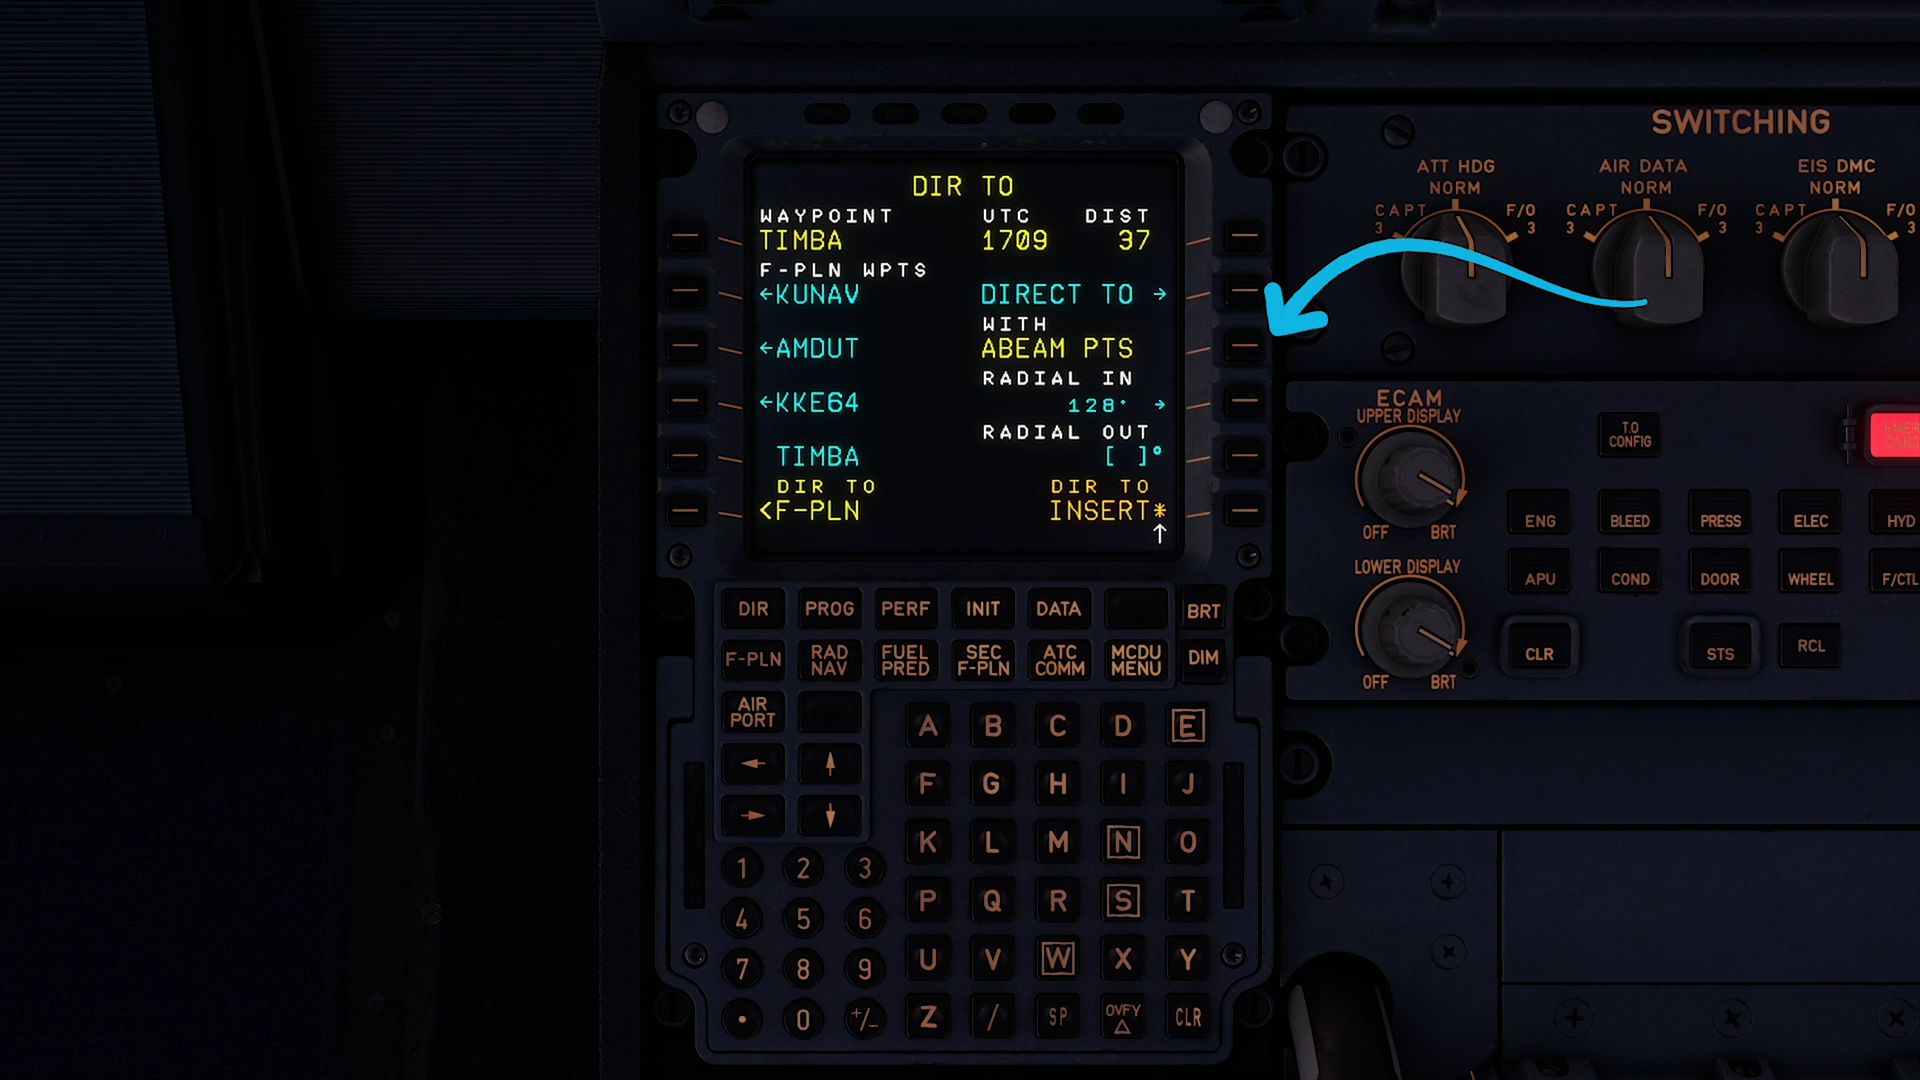 DIR TO
WAYPOINT UTC DIST
TIMBA 1709 37
F-PLN WPTS
←KUNAV DIRECT TO →
WITH
←AMDUT ABEAM PTS
RADIAL IN
←KKE64 128° →
RADIAL OUT
TIMBA [ ]°
DIR TO DIR TO
<F-PLN INSERT*
↑
DIR PROG PERF INIT DATA BRT
F-PLN RAD NAV FUEL PRED SEC F-PLN ATC COMM MCDU MENU DIM
AIR PORT
← ↑
→ ↓
A B C D E
F G H I J
K L M N O
P Q R S T
U V W X Y
Z / SP OVFY △ CLR
1 2 3
4 5 6
7 8 9
. 0 +/-
SWITCHING
ATT HDG AIR DATA EIS DMC
NORM NORM NORM
CAPT 3 F/O 3 CAPT 3 F/O 3 CAPT 3 F/O
ECAM
UPPER DISPLAY
OFF BRT
LOWER DISPLAY
OFF BRT
T.O CONFIG
ENG BLEED PRESS ELEC HYD
APU COND DOOR WHEEL F/CTL
CLR STS RCL